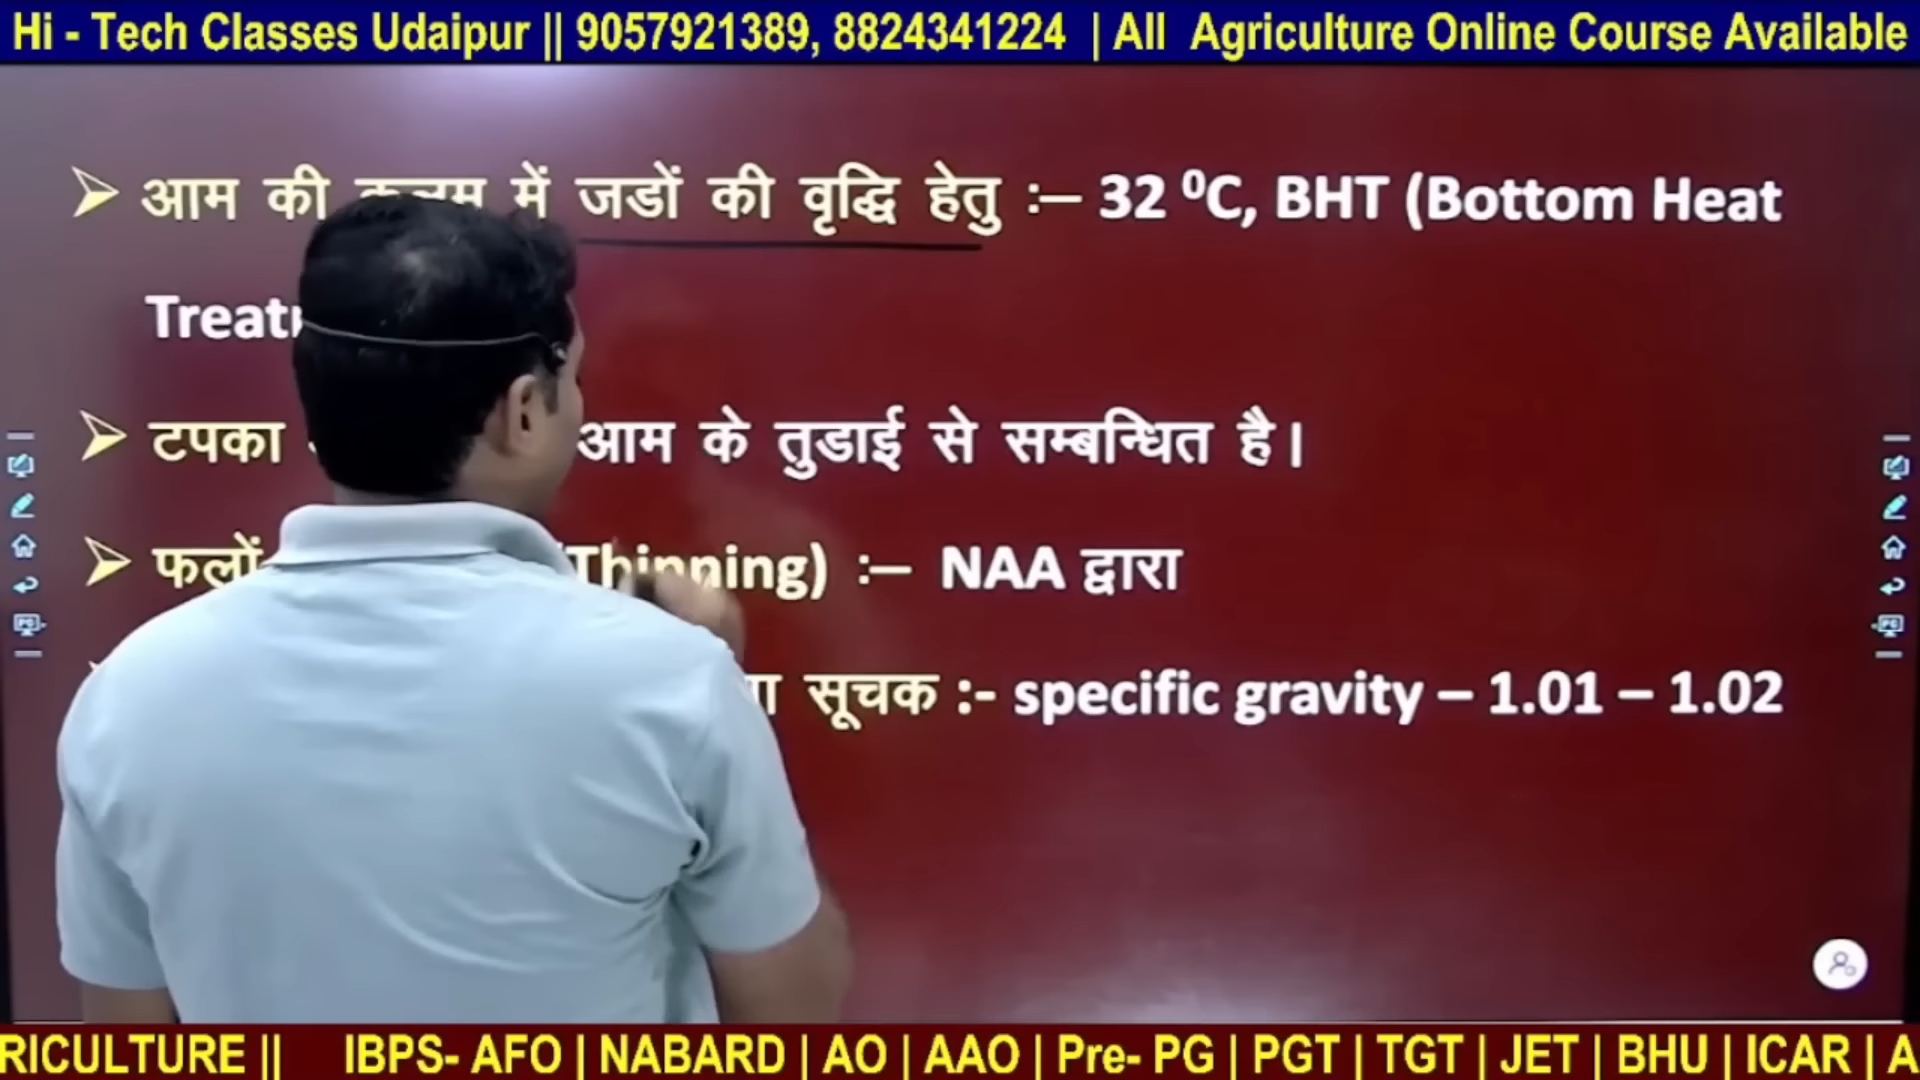 Hi - Tech Classes Udaipur || 9057921389, 8824341224 | All Agriculture Online Course Available
आम की कलम में जडों की वृद्धि हेतु :– 32 ⁰C, BHT (Bottom Heat
टपका आम के तुडाई से सम्बन्धित है।
फलों (Thinning) :– NAA द्वारा
सूचक :- specific gravity – 1.01 – 1.02
RICULTURE || IBPS- AFO | NABARD | AO | AAO | Pre- PG | PGT | TGT | JET | BHU | ICAR | A